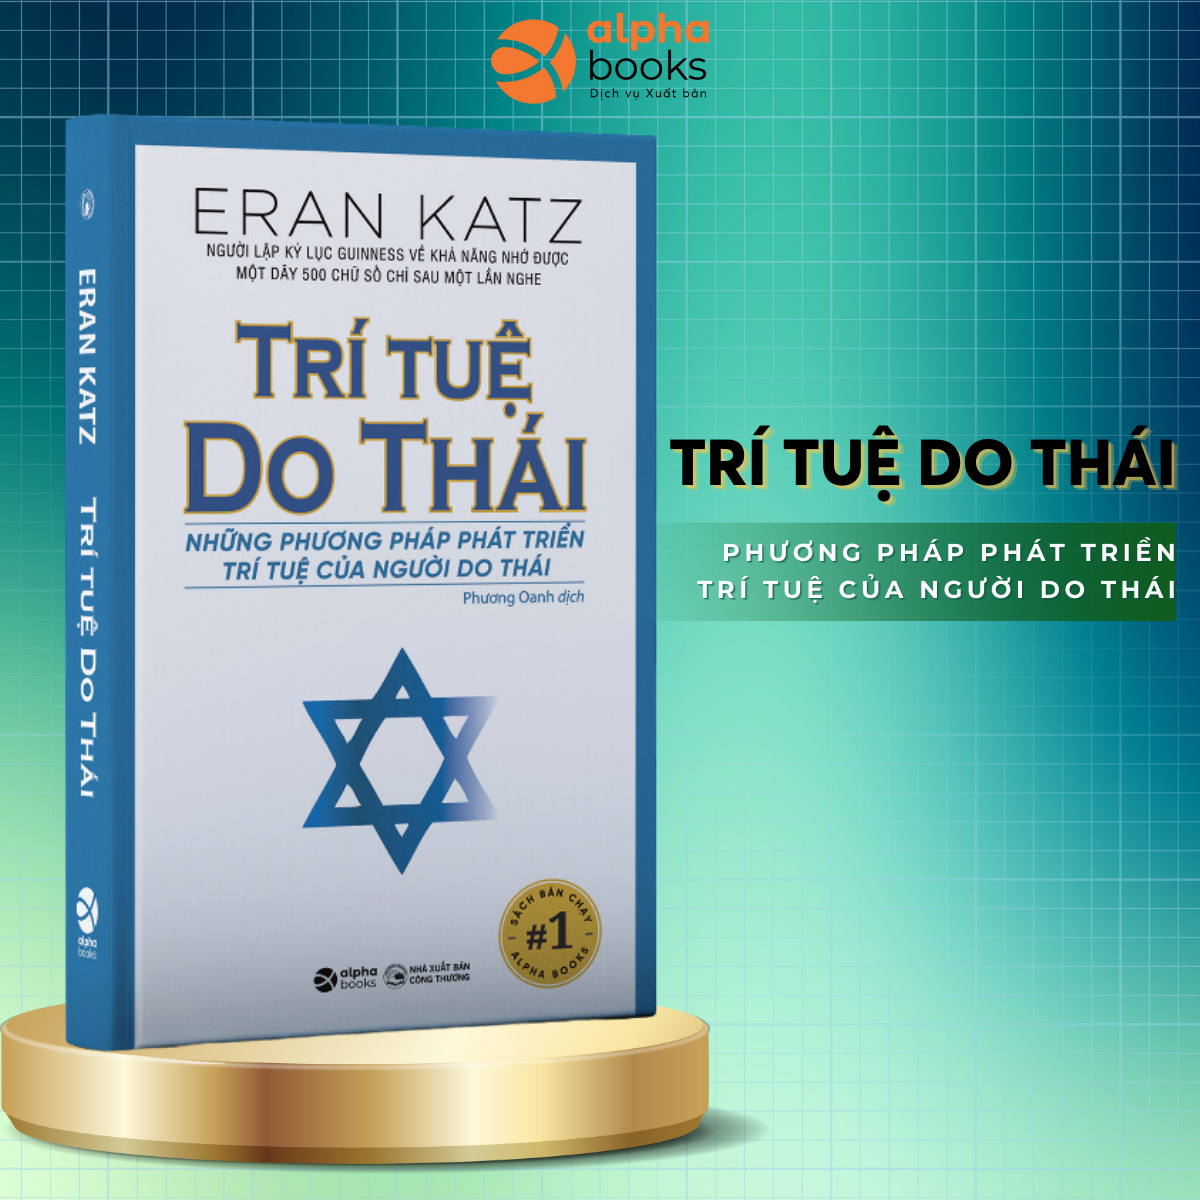 alpha
books
Dịch vụ Xuất bản
ERAN KATZ
NGƯỜI LẬP KỶ LỤC GUINNESS VỀ KHẢ NĂNG NHỚ ĐƯỢC
MỘT DÃY 500 CHỮ SỐ CHỈ SAU MỘT LẦN NGHE
TRÍ TUỆ
DO THÁI
NHỮNG PHƯƠNG PHÁP PHÁT TRIỂN
TRÍ TUỆ CỦA NGƯỜI DO THÁI
Phương Oanh dịch
SÁCH BÁN CHẠY
#1
ALPHA BOOKS
alpha
books
NHÀ XUẤT BẢN
CÔNG THƯƠNG
ERAN KATZ TRÍ TUỆ DO THÁI
alpha
books
TRÍ TUỆ DO THÁI
PHƯƠNG PHÁP PHÁT TRIỀN
TRÍ TUỆ CỦA NGƯỜI DO THÁI